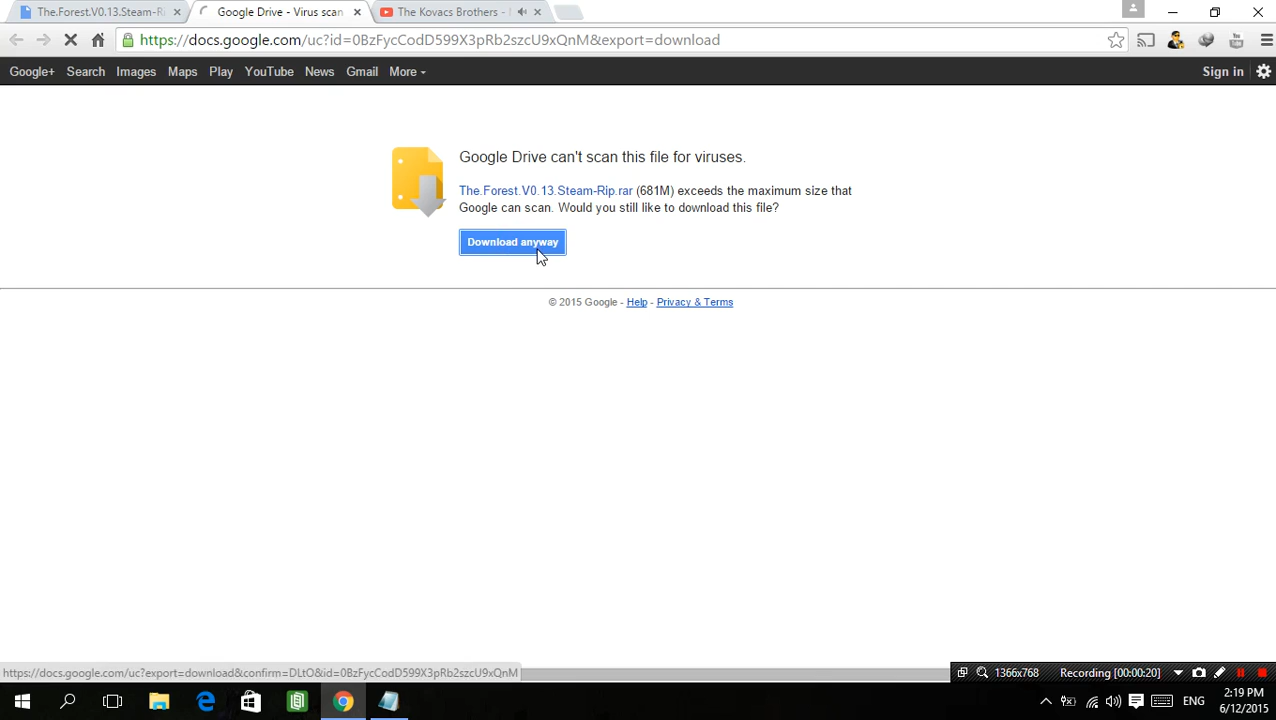 The.Forest.V0.13.Steam-Ri
Google Drive - Virus scan
The Kovacs Brothers -
https://docs.google.com/uc?id=0BzFycCodD599X3pRb2szcU9xQnM&export=download
Google+ Search Images Maps Play YouTube News Gmail More
Sign in
Google Drive can't scan this file for viruses.
The.Forest.V0.13.Steam-Rip.rar (681M) exceeds the maximum size that
Google can scan. Would you still like to download this file?
Download anyway
© 2015 Google - Help - Privacy & Terms
https://docs.google.com/uc?export=download&confirm=DLtO&id=0BzFycCodD599X3pRb2szcU9xQnM
1366x768
Recording [00:00:20]
ENG
2:19 PM
6/12/2015